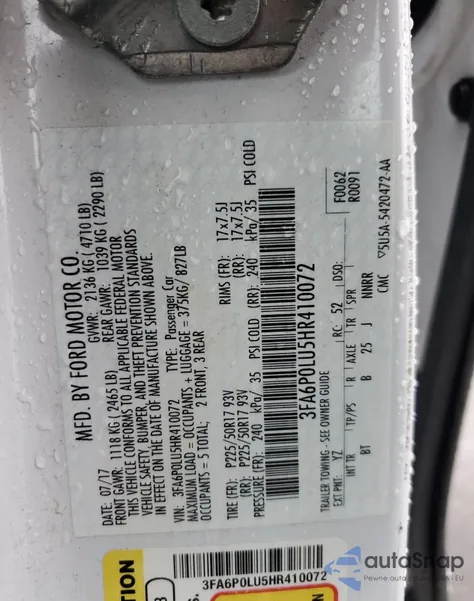 MFD. BY FORD MOTOR CO.
DATE: 07/17
GVWR: 2136 KG ( 4710 LB)
FRONT GAWR: 1118 KG ( 2465 LB)
REAR GAWR: 1039 KG ( 2290 LB)
THIS VEHICLE CONFORMS TO ALL APPLICABLE FEDERAL MOTOR
VEHICLE SAFETY, BUMPER, AND THEFT PREVENTION STANDARDS
IN EFFECT ON THE DATE OF MANUFACTURE SHOWN ABOVE.
VIN: 3FA6P0LU5HR410072 TYPE: Passenger Car
MAXIMUM LOAD = OCCUPANTS + LUGGAGE = 375KG/ 827LB
OCCUPANTS = 5 TOTAL; 2 FRONT, 3 REAR
TIRE (FR): P225/50R17 93V RIMS (FR): 17x7.5J
(RR): P225/50R17 93V (RR): 17x7.5J
PRESSURE (FR): 240 kPa/ 35 PSI COLD (RR): 240 kPa/ 35 PSI COLD
3FA6P0LU5HR410072
F0062
R0091
TRAILER TOWING - SEE OWNER GUIDE
EXT PNT: YZ RC: 52 DSO:
INT TR TP/PS R AXLE TR SPR
BT B 25 J NNRR
CMC
5U5A-5420472-AA
3FA6P0LU5HR410072
autoSnap
Pewne auta z USA i EU